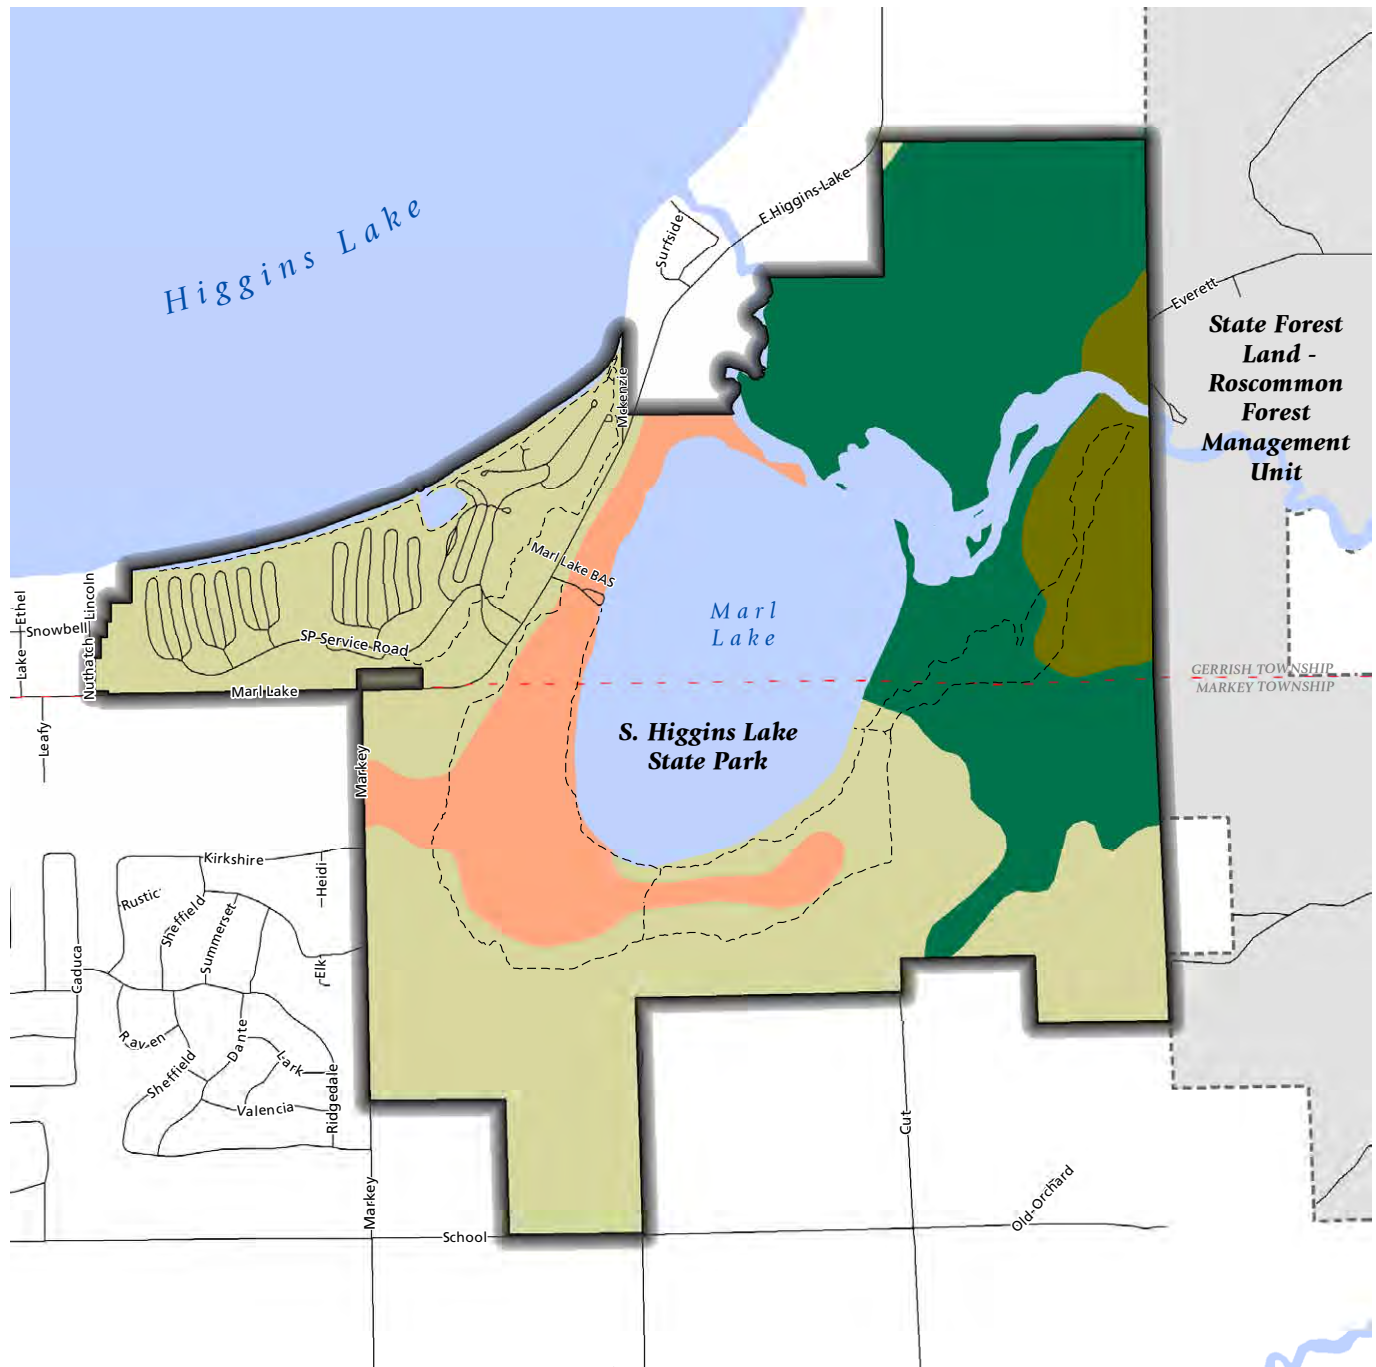 Higgins Lake
Surfside
E.Higgins-Lake
Everett
State Forest
Land -
Roscommon
Forest
Management
Unit
Mckenzie
Marl Lake BAS
Marl
Lake
Ethel
Lake
Snowbell
Lincoln
Nuthatch
SP-Service Road
Marl Lake
GERRISH TOWNSHIP
MARKEY TOWNSHIP
S. Higgins Lake
State Park
Leafy
Markey
Kirkshire
Heidi
Rustic
Sheffield
Summerset
Caduca
Elk
Raven
Sheffield
Dante
Lark
Valencia
Ridgedale
Cut
Markey
School
Old-Orchard